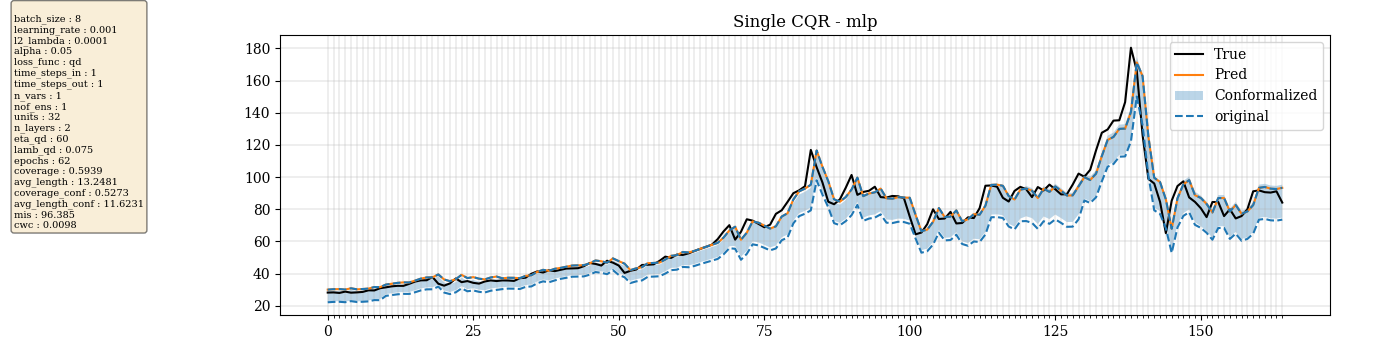 batch_size : 8
learning_rate : 0.001
l2_lambda : 0.0001
alpha : 0.05
loss_func : qd
time_steps_in : 1
time_steps_out : 1
n_vars : 1
nof_ens : 1
units : 32
n_layers : 2
eta_qd : 60
lamb_qd : 0.075
epochs : 62
coverage : 0.5939
avg_length : 13.2481
coverage_conf : 0.5273
avg_length_conf : 11.6231
mis : 96.385
cwc : 0.0098
Single CQR - mlp
180
160
140
120
100
80
60
40
20
True
Pred
Conformalized
original
0 25 50 75 100 125 150